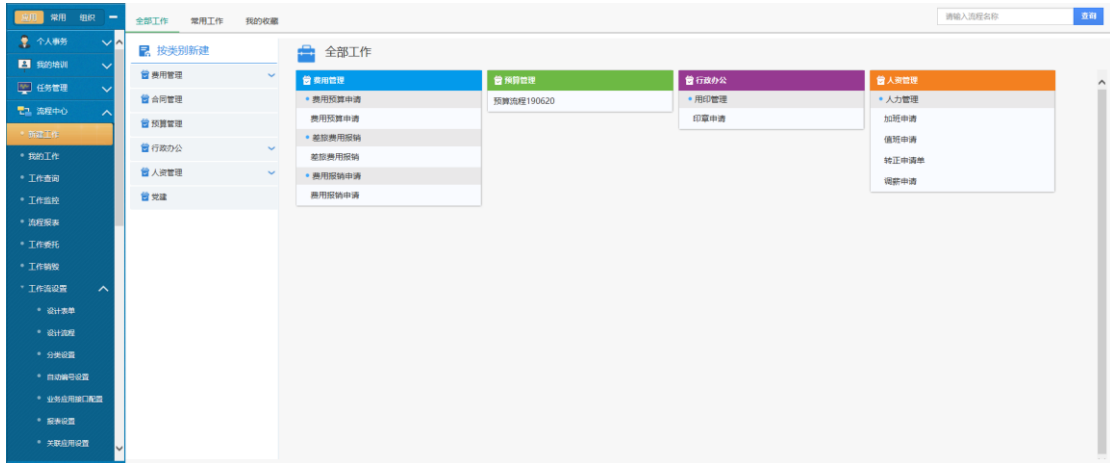 应用 常用 组织
个人事务
我的培训
任务管理
流程中心
新建工作
我的工作
工作查询
工作监控
流程报表
工作委托
工作销毁
工作流设置
设计表单
设计流程
分类设置
自动编号设置
业务应用接口配置
报表设置
关联应用设置
全部工作 常用工作 我的收藏
请输入流程名称 查询
按类别新建
费用管理
合同管理
预算管理
行政办公
人资管理
党建
全部工作
费用管理
费用预算申请
费用预算申请
差旅费用报销
差旅费用报销
费用报销申请
费用报销申请
预算管理
预算流程190620
行政办公
用印管理
印章申请
人资管理
人力管理
加班申请
值班申请
转正申请单
调薪申请